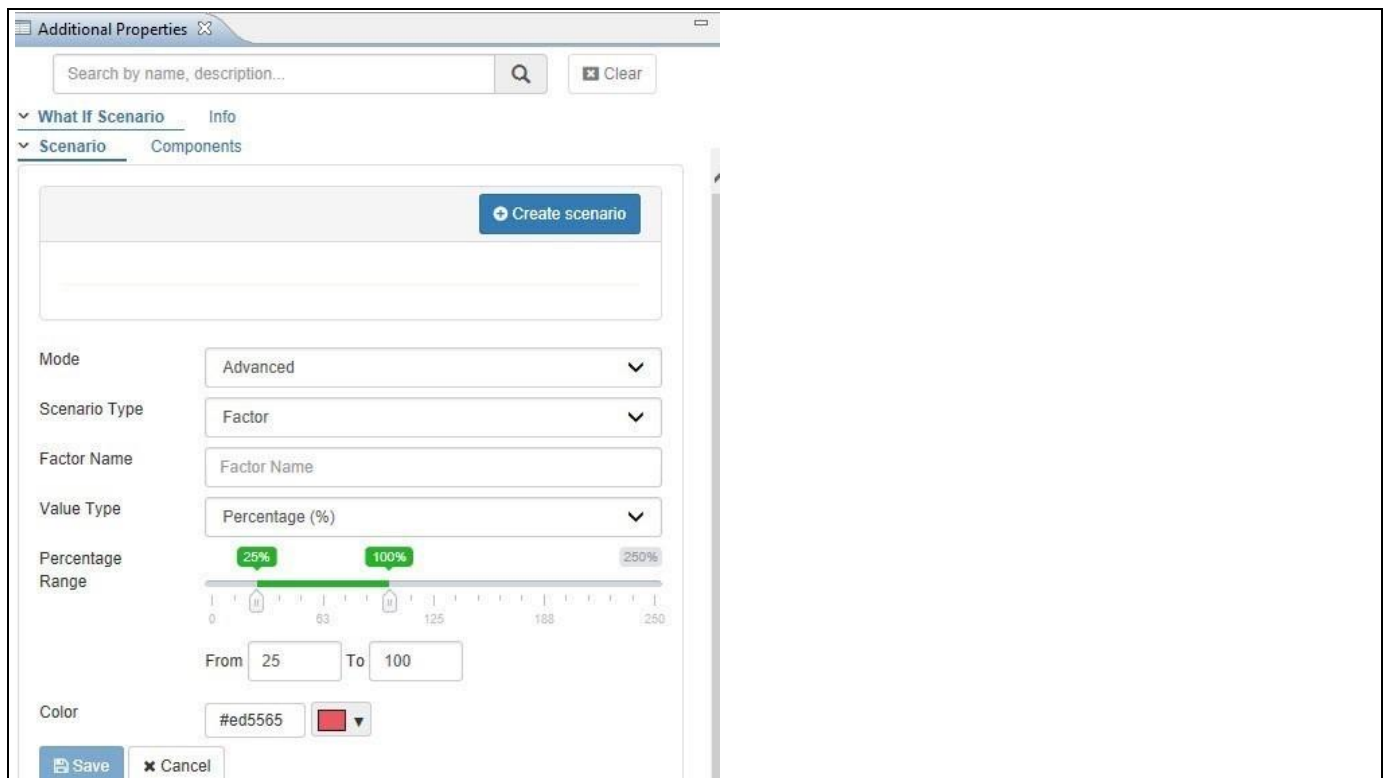 Additional Properties
Search by name, description...
Clear
What If Scenario Info
Scenario Components
Create scenario
Mode Advanced
Scenario Type Factor
Factor Name Factor Name
Value Type Percentage (%)
Percentage 25% 100% 250%
Range
0 63 125 188 250
From 25 To 100
Color #ed5565
Save Cancel